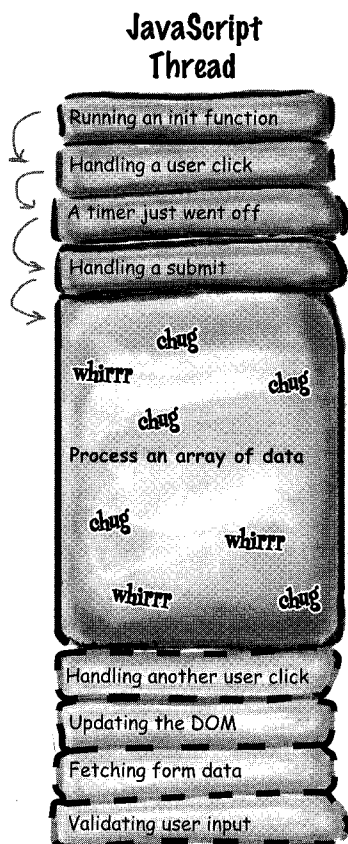 JavaScript
Thread
Running an init function
Handling a user click
A timer just went off
Handling a submit
chug
whirrr
chug
chug
Process an array of data
chug
whirrr
whirrr
chug
Handling another user click
Updating the DOM
Fetching form data
Validating user input